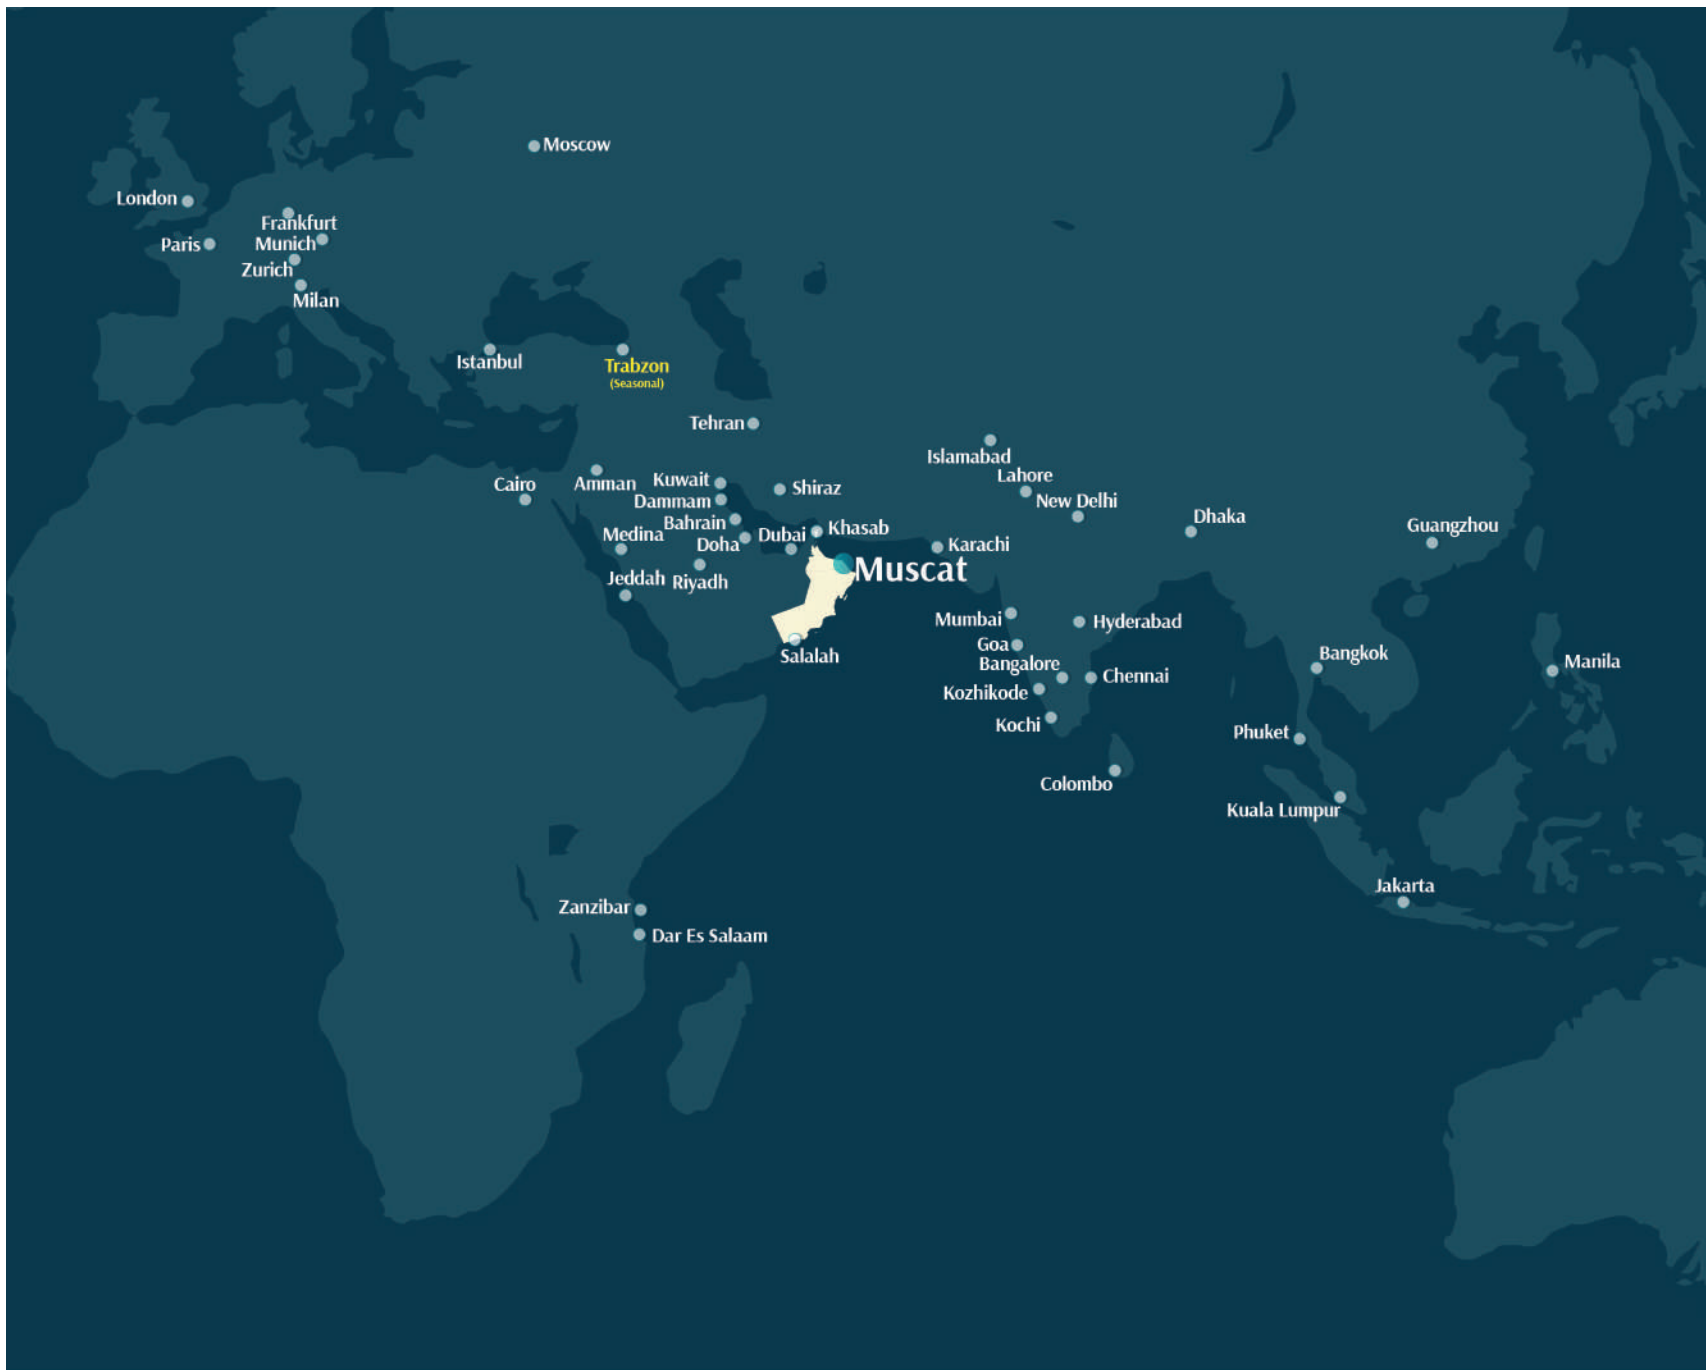 Moscow
London
Frankfurt
Paris
Munich
Zurich
Milan
Istanbul
Trabzon
(Seasonal)
Tehran
Islamabad
Lahore
New Delhi
Cairo
Amman
Kuwait
Shiraz
Dammam
Bahrain
Medina
Doha
Dubai
Khasab
Karachi
Dhaka
Guangzhou
Muscat
Jeddah
Riyadh
Mumbai
Hyderabad
Goa
Salalah
Bangalore
Chennai
Kozhikode
Kochi
Bangkok
Manila
Phuket
Colombo
Kuala Lumpur
Jakarta
Zanzibar
Dar Es Salaam